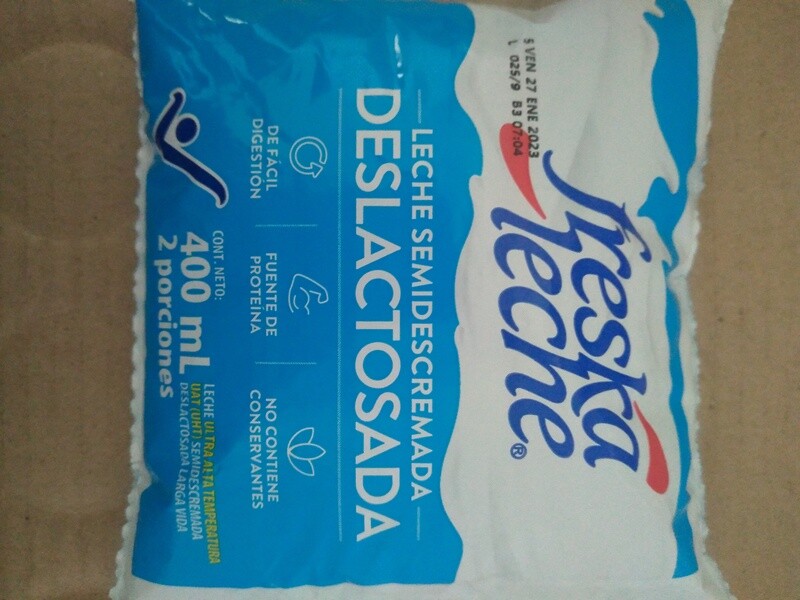 S VEN 27 ENE 2023
L 025/9 B3 07:04
freska
leche®
LECHE SEMIDESCREMADA
DESLACTOSADA
DE FÁCIL
DIGESTIÓN
FUENTE DE
PROTEÍNA
NO CONTIENE
CONSERVANTES
CONT. NETO:
400 mL
2 porciones
LECHE ULTRA ALTA TEMPERATURA
UAT (UHT) SEMIDESCREMADA
DESLACTOSADA LARGA VIDA